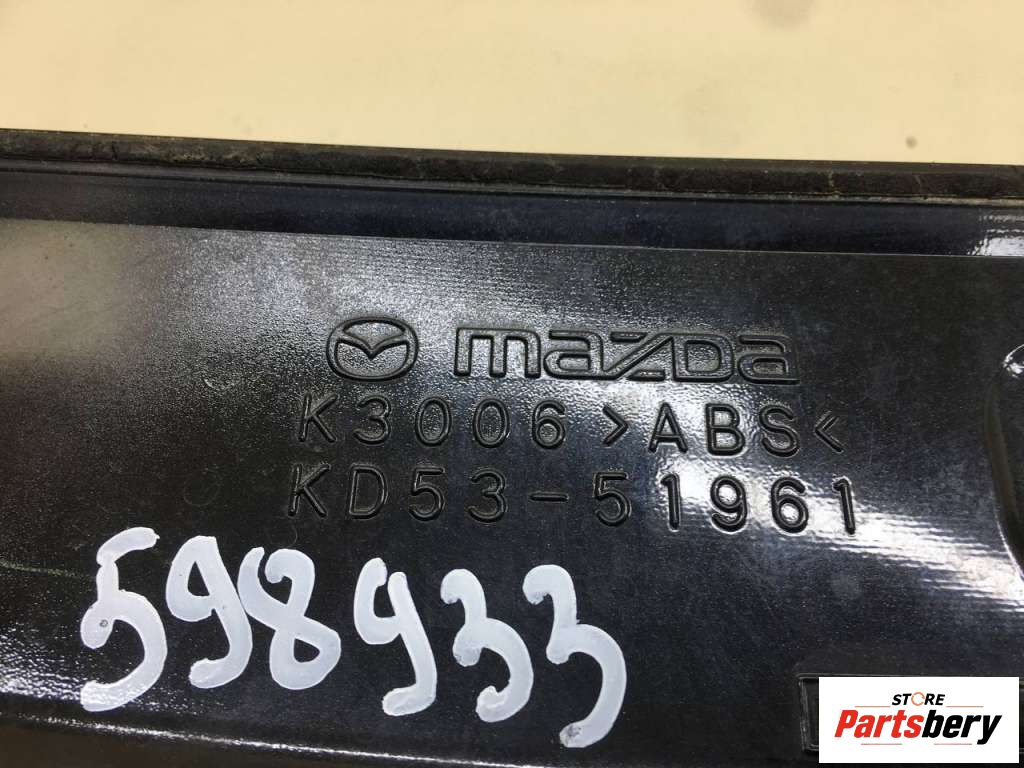 mazda
K3006 >ABS<
KD53-51961
598933
STORE
Partsbery